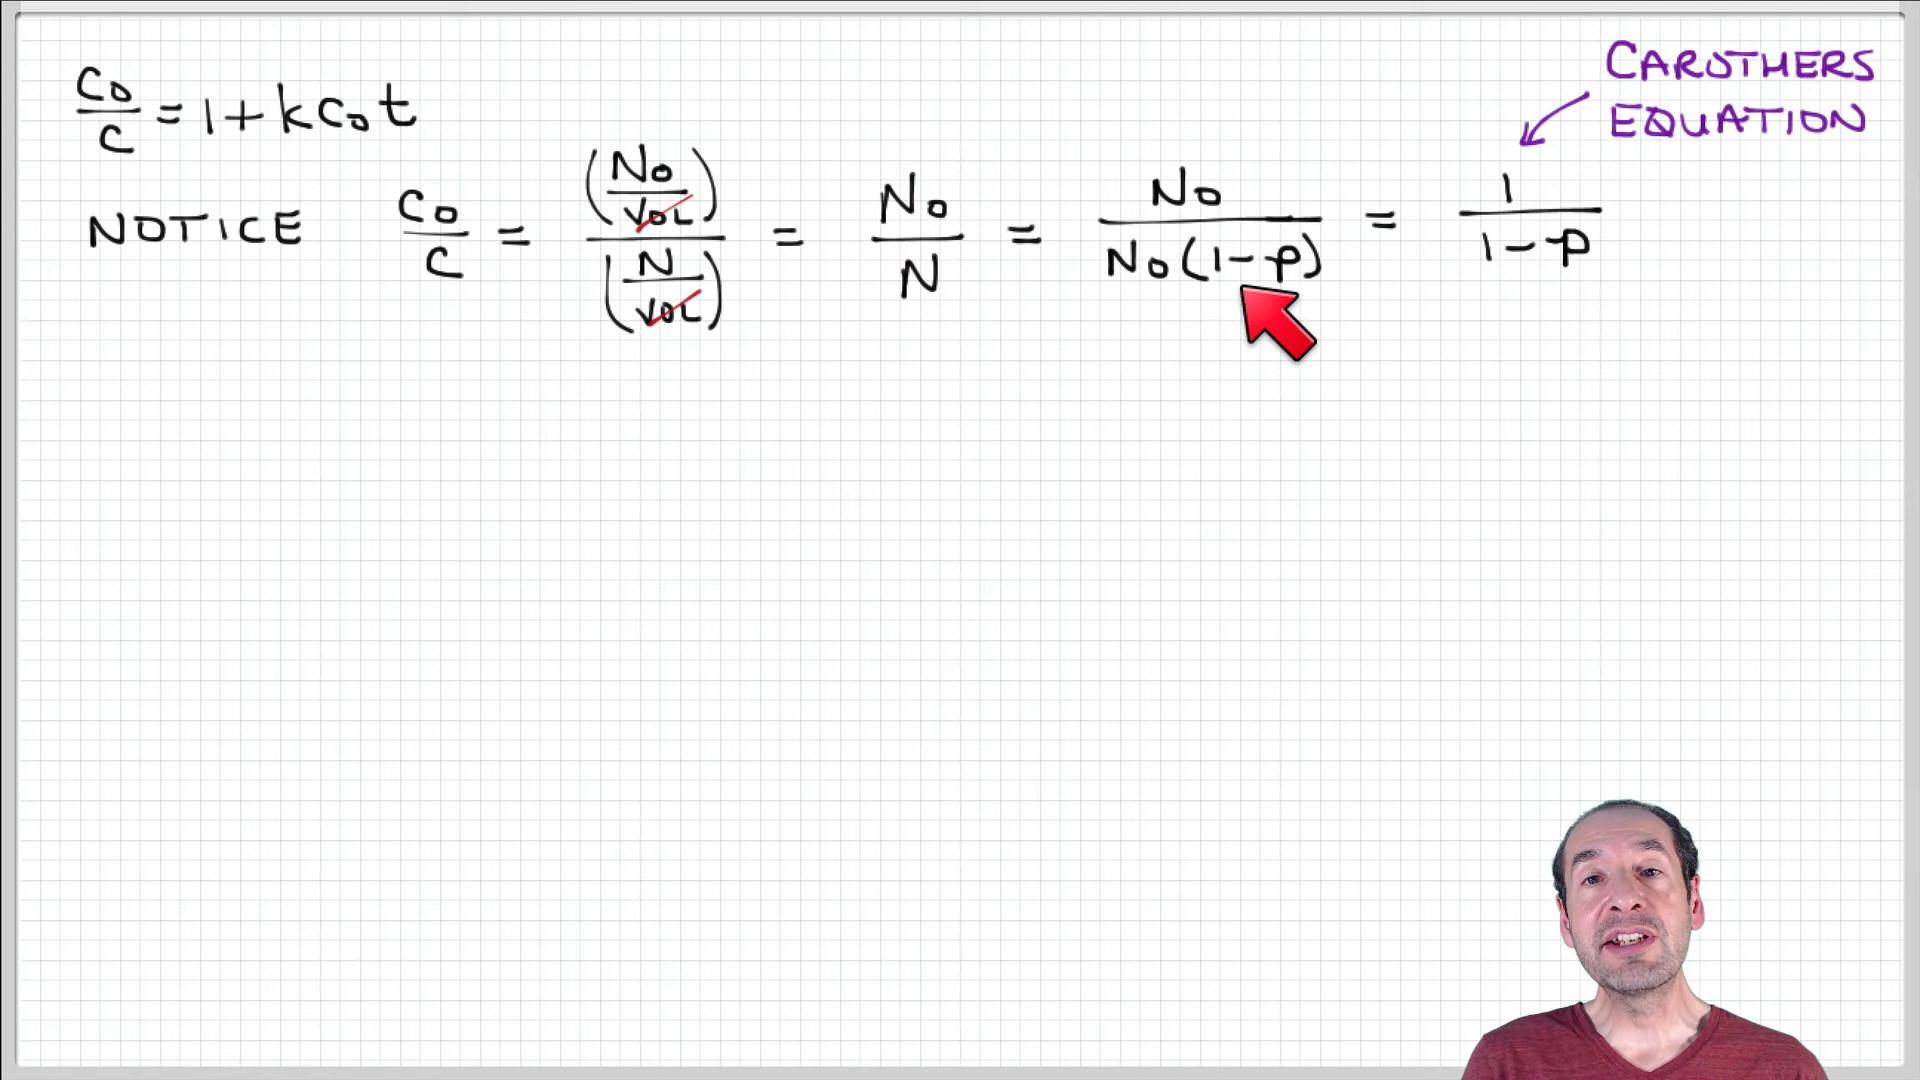 C₀/C = 1 + kC₀t
CAROTHERS
EQUATION
NOTICE C₀/C = (N₀/VOL)/(N/VOL) = N₀/N = N₀/(N₀(1-p)) = 1/(1-p)